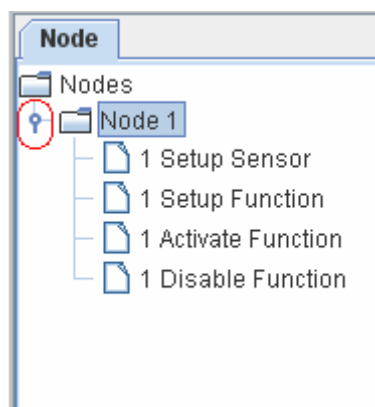 Node
Nodes
Node 1
1 Setup Sensor
1 Setup Function
1 Activate Function
1 Disable Function